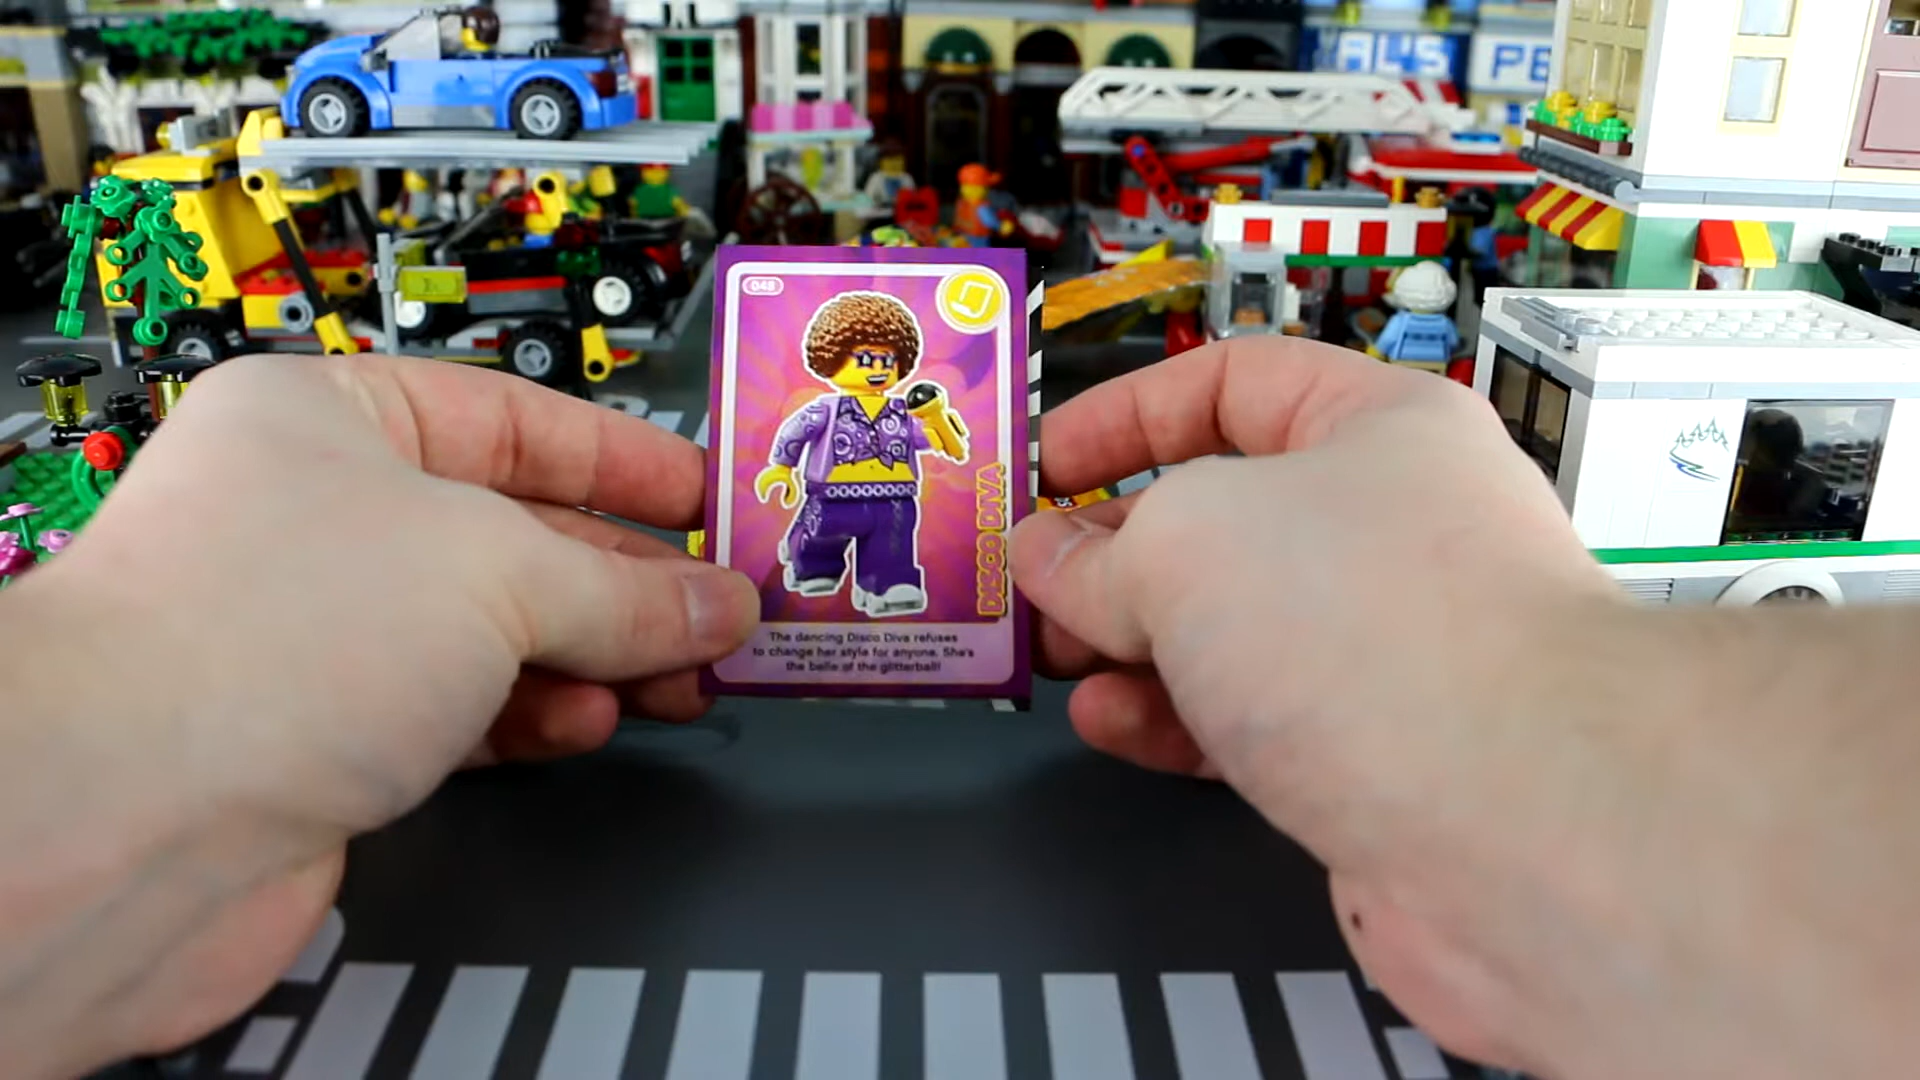 AL'S
PE
048
DISCO DIVA
The dancing Disco Diva refuses
to change her style for anyone. She's
the belle of the glitterball!